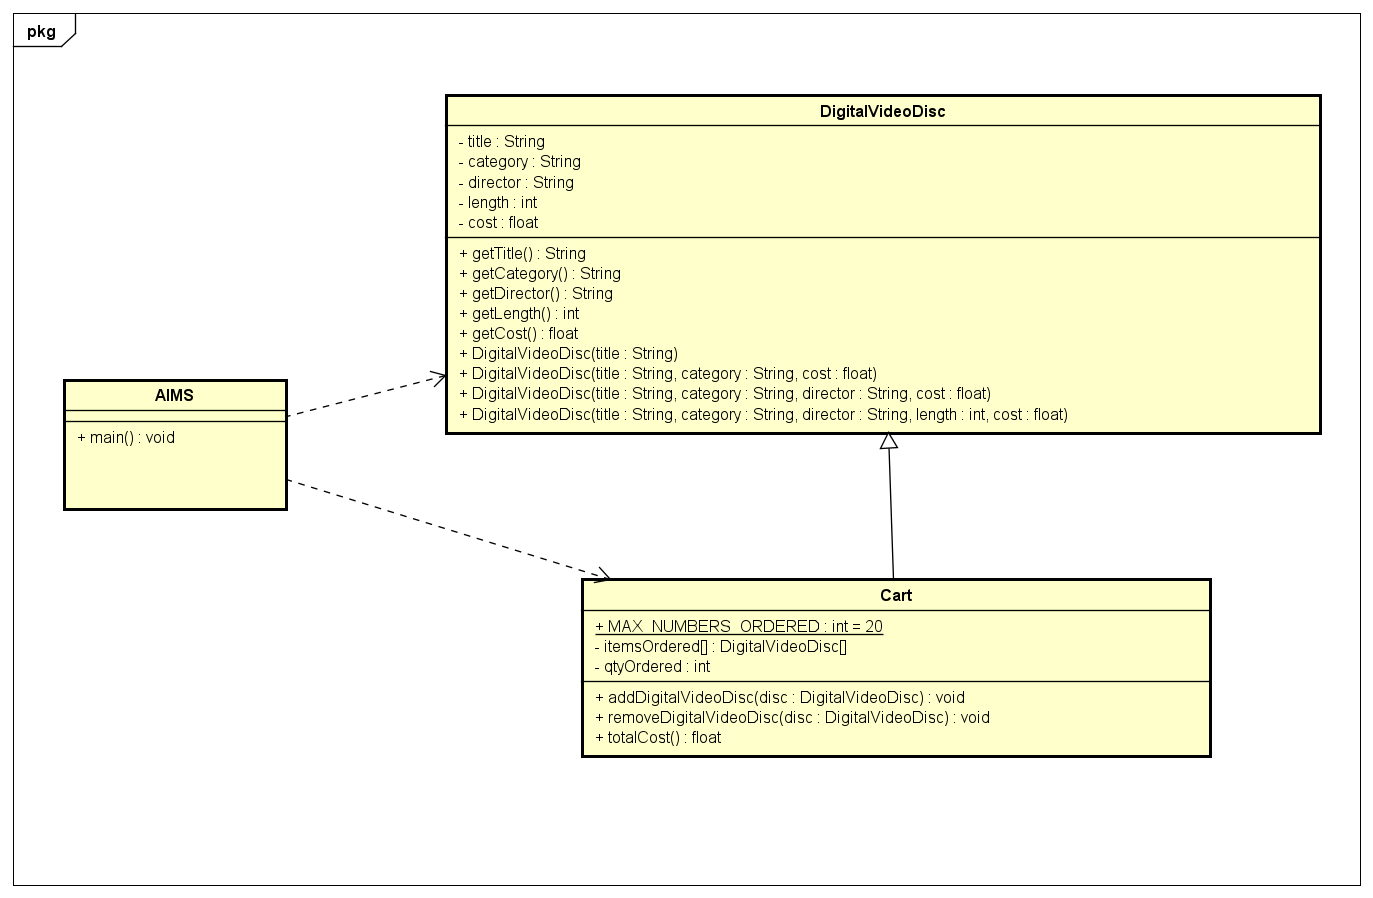 pkg
DigitalVideoDisc
- title : String
- category : String
- director : String
- length : int
- cost : float
+ getTitle() : String
+ getCategory() : String
+ getDirector() : String
+ getLength() : int
+ getCost() : float
+ DigitalVideoDisc(title : String)
+ DigitalVideoDisc(title : String, category : String, cost : float)
+ DigitalVideoDisc(title : String, category : String, director : String, cost : float)
+ DigitalVideoDisc(title : String, category : String, director : String, length : int, cost : float)
AIMS
+ main() : void
Cart
+ MAX_NUMBERS_ORDERED : int = 20
- itemsOrdered[] : DigitalVideoDisc[]
- qtyOrdered : int
+ addDigitalVideoDisc(disc : DigitalVideoDisc) : void
+ removeDigitalVideoDisc(disc : DigitalVideoDisc) : void
+ totalCost() : float